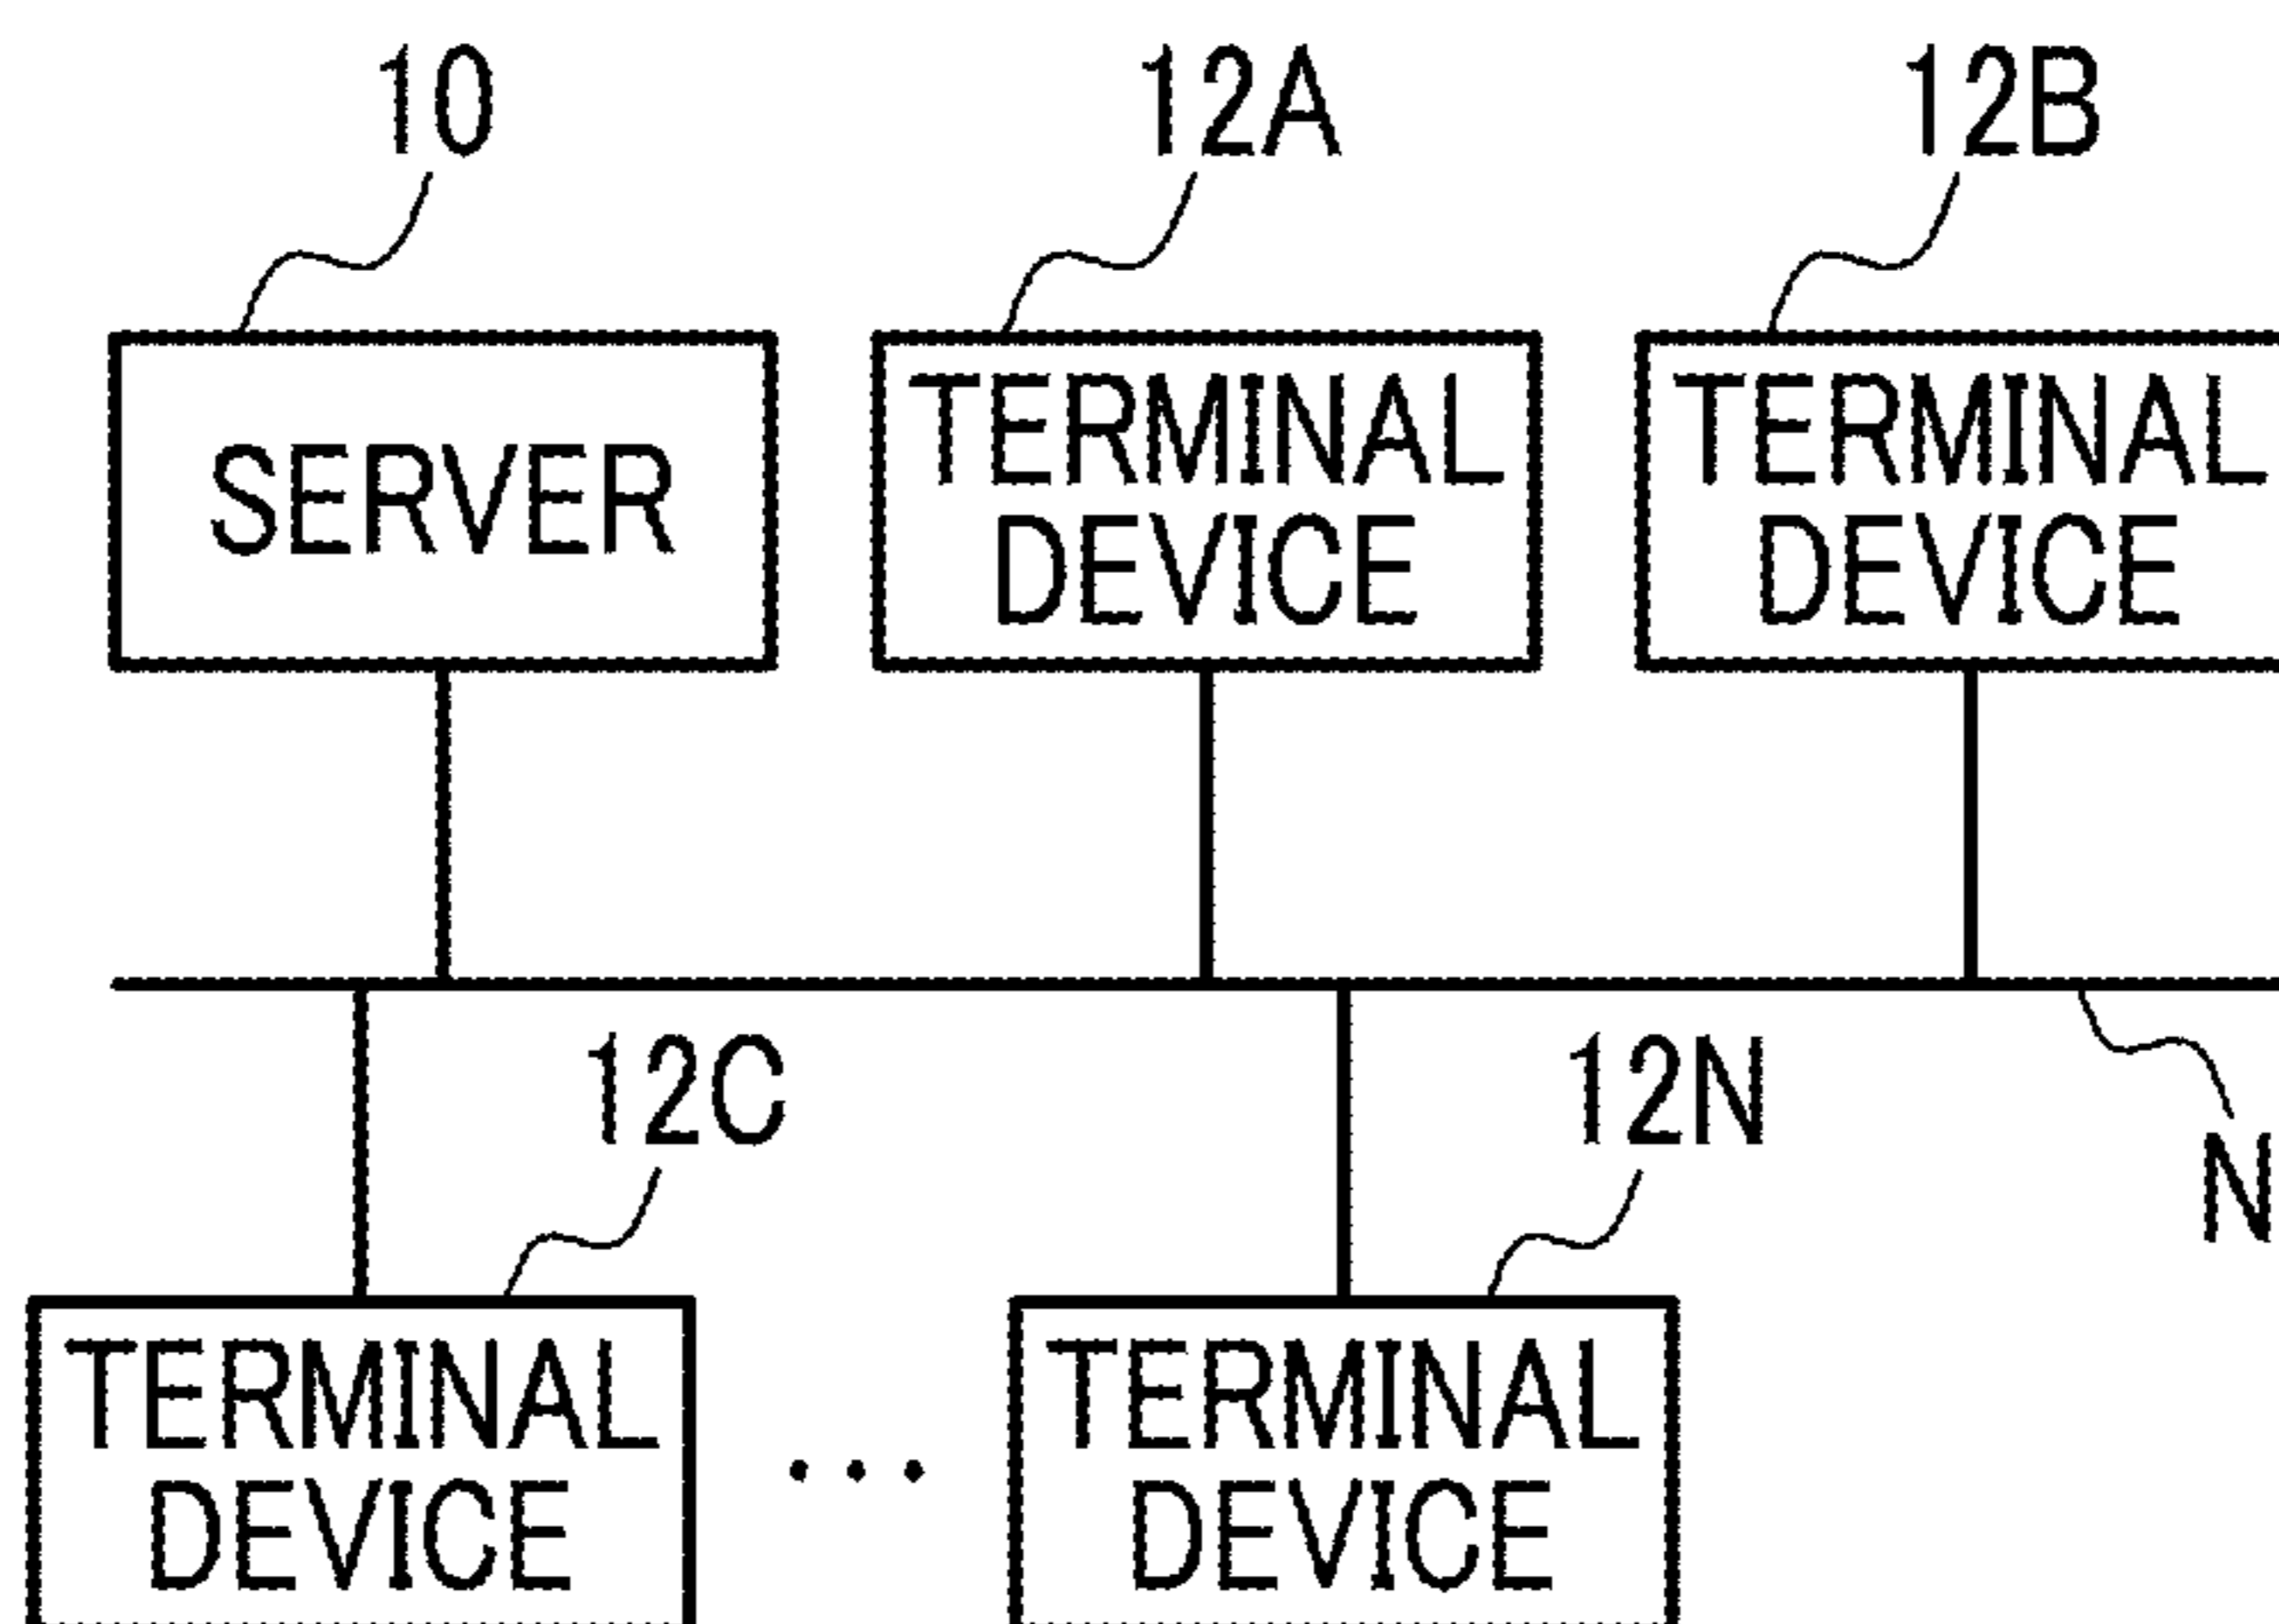 10
12A
12B
SERVER
TERMINAL
DEVICE
TERMINAL
DEVICE
12C
12N
N
TERMINAL
DEVICE
...
TERMINAL
DEVICE